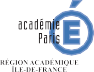 académie
Paris
RÉGION ACADÉMIQUE
ÎLE-DE-FRANCE